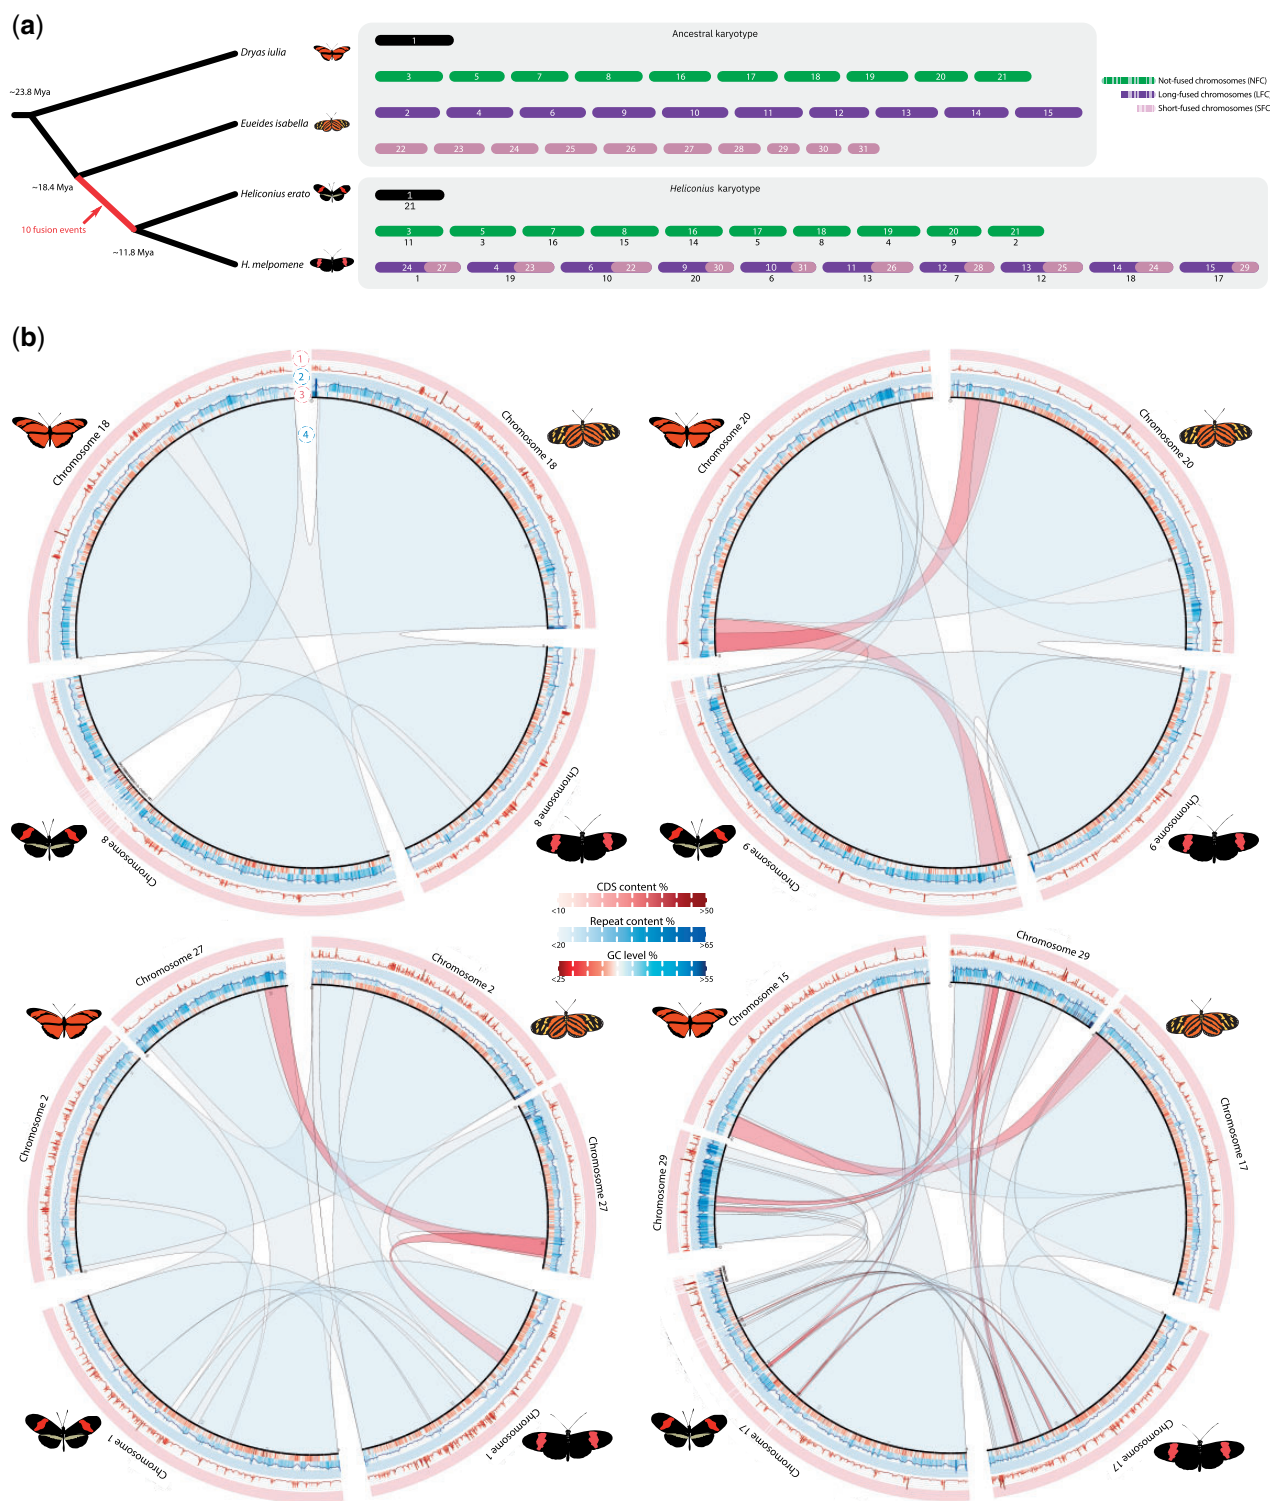 (a)
Dryas iulia
~23.8 Mya
Eueides isabella
~18.4 Mya
Heliconius erato
10 fusion events
~11.8 Mya
H. melpomene
Ancestral karyotype
1
3 5 7 8 16 17 18 19 20 21
2 4 6 9 10 11 12 13 14 15
22 23 24 25 26 27 28 29 30 31
Not-fused chromosomes (NFC)
Long-fused chromosomes (LFC)
Short-fused chromosomes (SFC
Heliconius karyotype
1
21
3 5 7 8 16 17 18 19 20 21
11 3 16 15 14 5 8 4 9 2
24 27 4 23 6 22 9 30 10 31 11 26 12 28 13 25 14 24 15 29
1 19 10 20 6 13 7 12 18 17
(b)
1
2
3
4
Chromosome 18
Chromosome 18
Chromosome 8
Chromosome 8
Chromosome 20
Chromosome 20
Chromosome 9
Chromosome 9
CDS content %
<10 >50
Repeat content %
<20 >65
GC level %
<25 >55
Chromosome 27
Chromosome 2
Chromosome 2
Chromosome 27
Chromosome 1
Chromosome 1
Chromosome 15
Chromosome 29
Chromosome 29
Chromosome 17
Chromosome 17
Chromosome 17